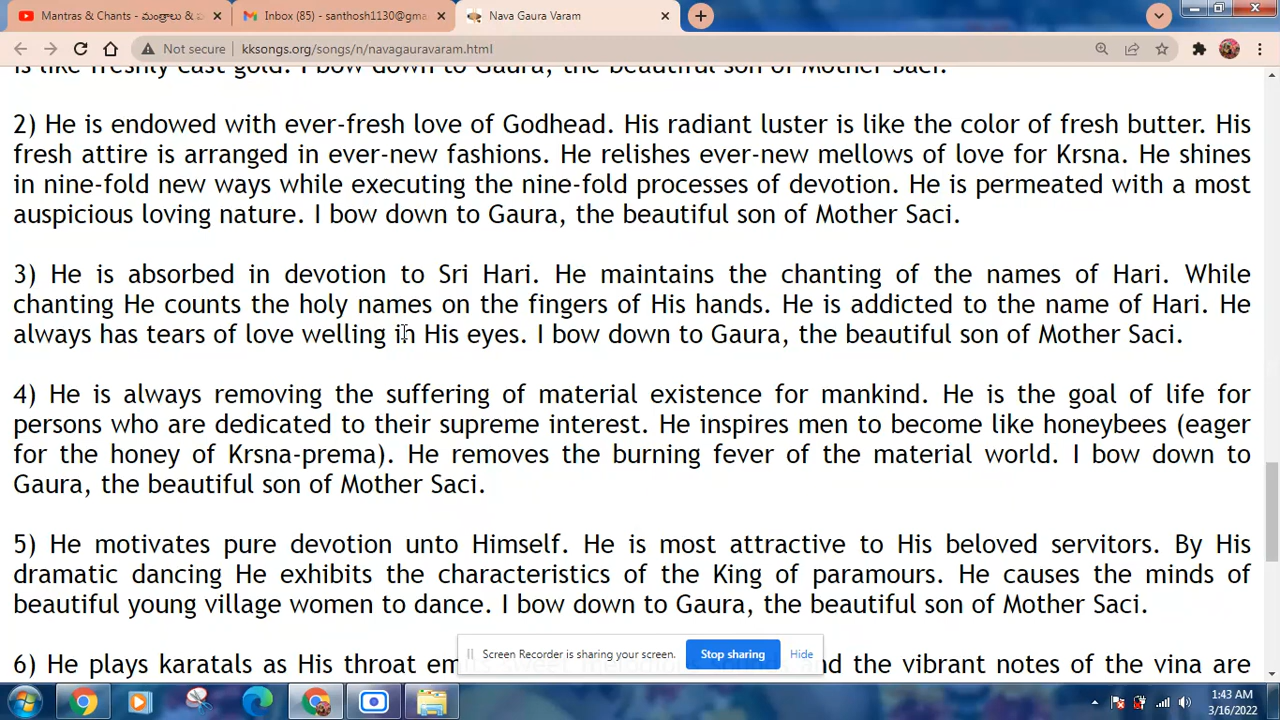 Mantras & Chants - మంత్రాలు &
Inbox (85) - santhosh1130@gma
Nava Gaura Varam
Not secure | kksongs.org/songs/n/navagauravaram.html
is like freshly cast gold. I bow down to Gaura, the beautiful son of Mother Saci.
2) He is endowed with ever-fresh love of Godhead. His radiant luster is like the color of fresh butter. His
fresh attire is arranged in ever-new fashions. He relishes ever-new mellows of love for Krsna. He shines
in nine-fold new ways while executing the nine-fold processes of devotion. He is permeated with a most
auspicious loving nature. I bow down to Gaura, the beautiful son of Mother Saci.
3) He is absorbed in devotion to Sri Hari. He maintains the chanting of the names of Hari. While
chanting He counts the holy names on the fingers of His hands. He is addicted to the name of Hari. He
always has tears of love welling in His eyes. I bow down to Gaura, the beautiful son of Mother Saci.
4) He is always removing the suffering of material existence for mankind. He is the goal of life for
persons who are dedicated to their supreme interest. He inspires men to become like honeybees (eager
for the honey of Krsna-prema). He removes the burning fever of the material world. I bow down to
Gaura, the beautiful son of Mother Saci.
5) He motivates pure devotion unto Himself. He is most attractive to His beloved servitors. By His
dramatic dancing He exhibits the characteristics of the King of paramours. He causes the minds of
beautiful young village women to dance. I bow down to Gaura, the beautiful son of Mother Saci.
Screen Recorder is sharing your screen. Stop sharing Hide
6) He plays karatals as His throat and the vibrant notes of the vina are
1:43 AM
3/16/2022